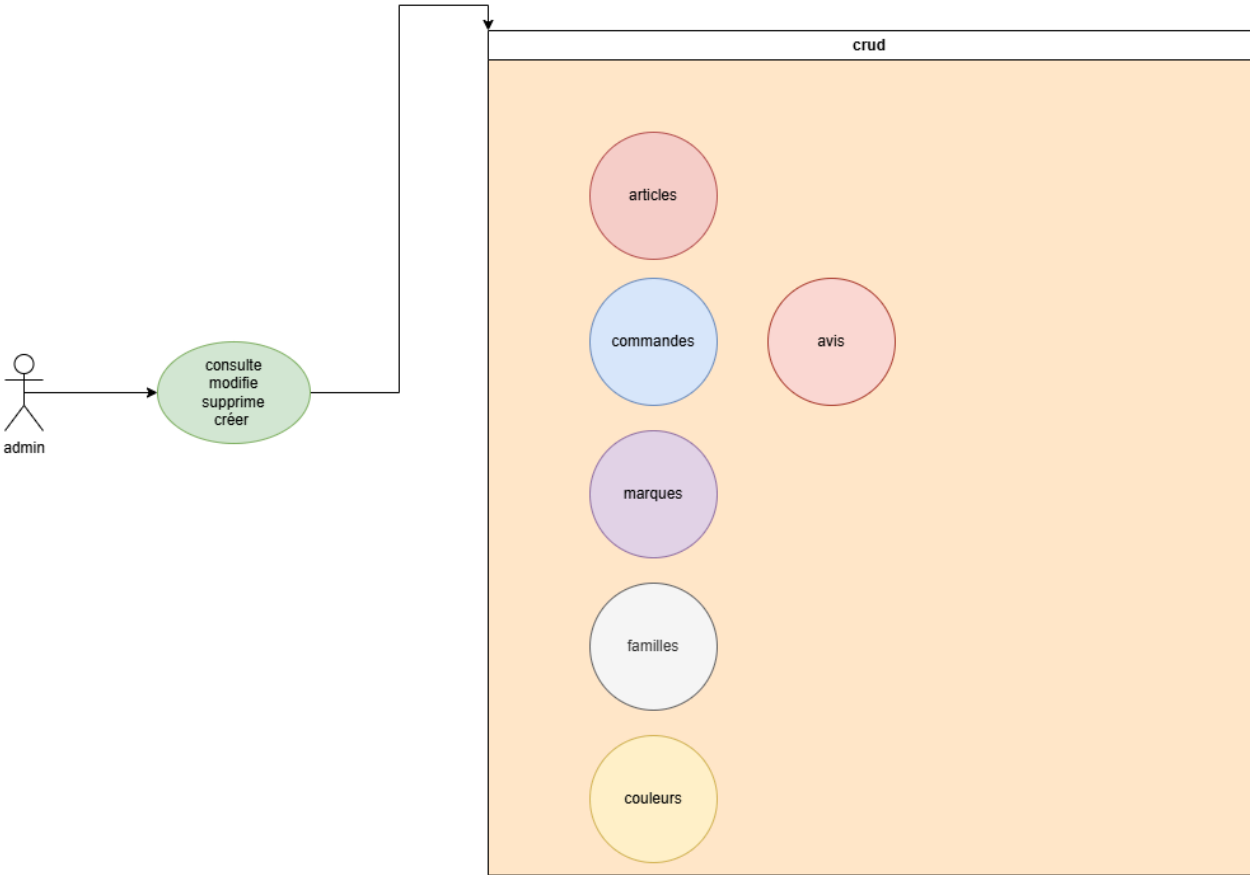 crud
articles
commandes
avis
consulte
modifie
supprime
créer
admin
marques
familles
couleurs